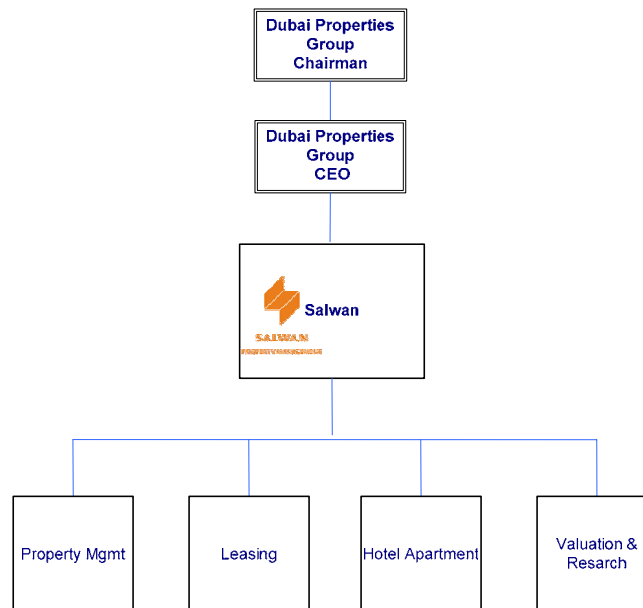 Dubai Properties
Group
Chairman
Dubai Properties
Group
CEO
Salwan
SALWAN
Property Mgmt
Leasing
Hotel Apartment
Valuation &
Resarch